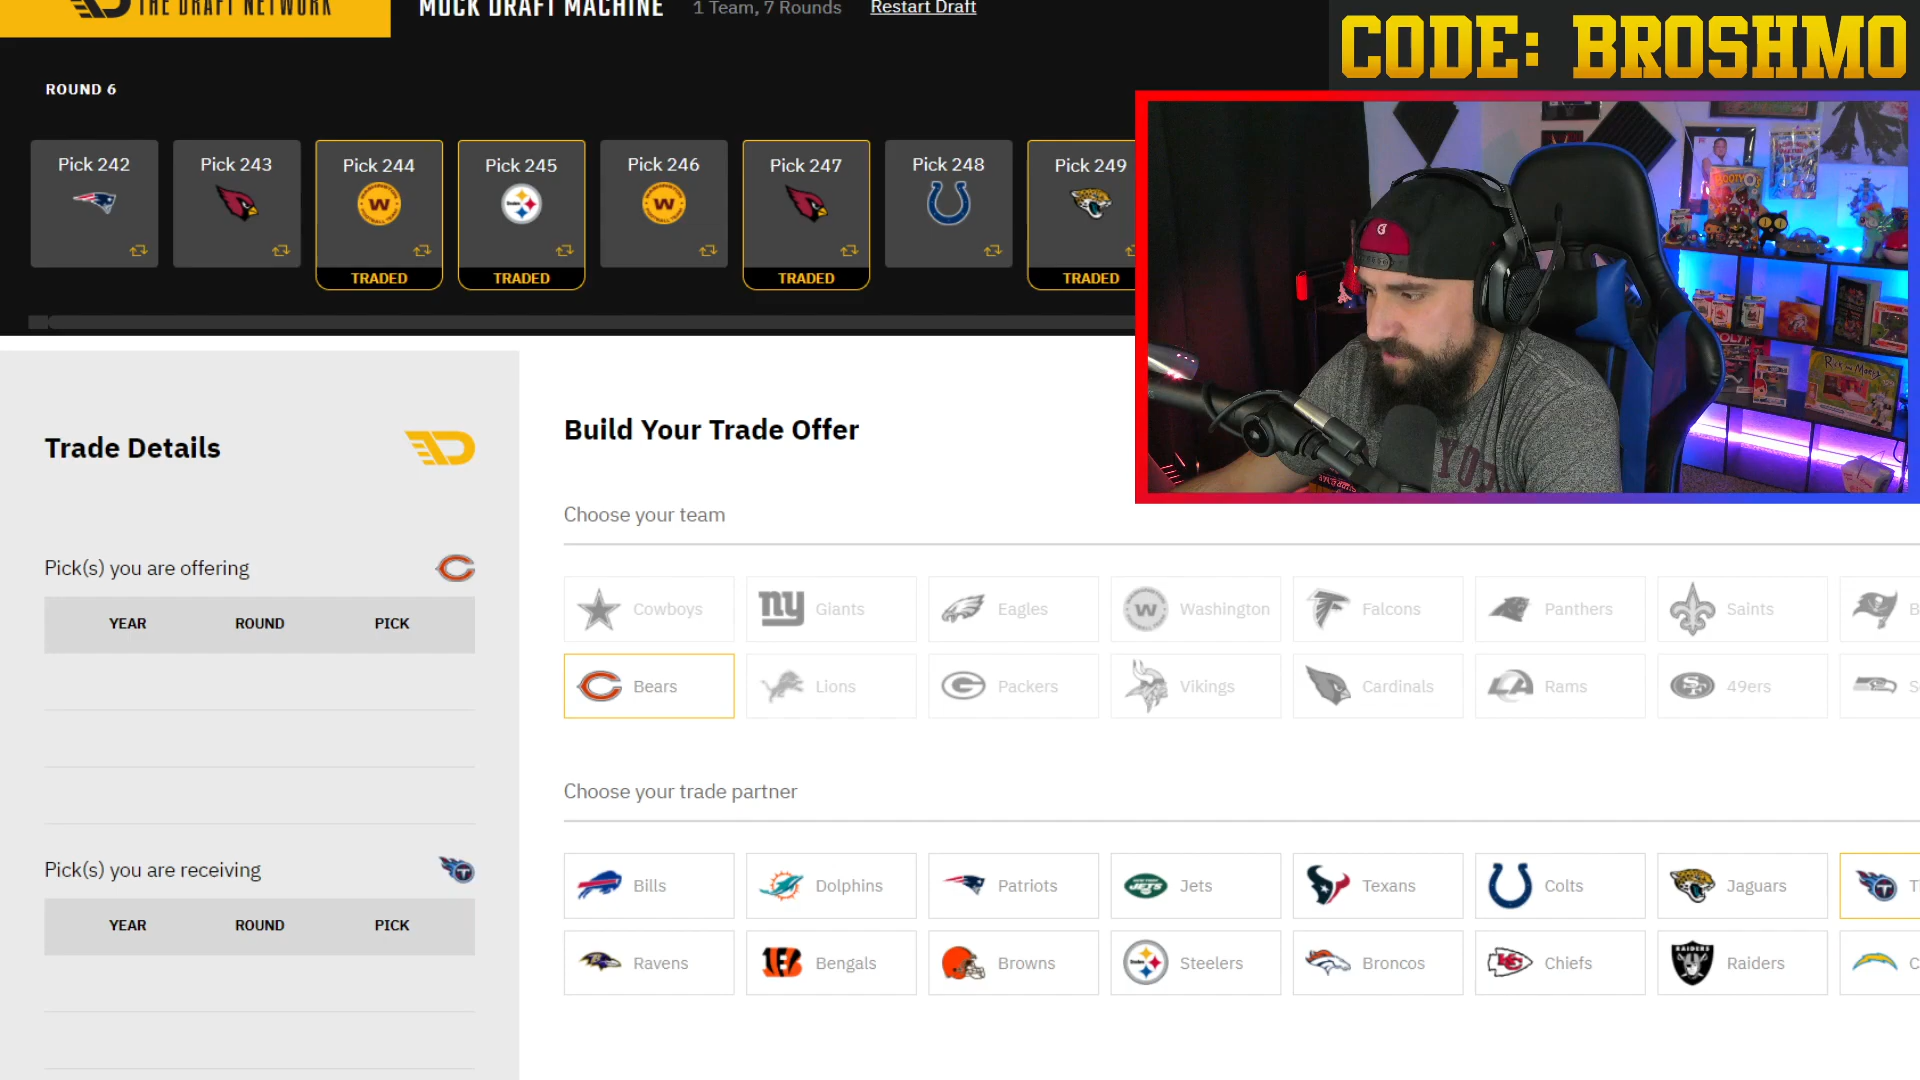 THE DRAFT NETWORK
MOCK DRAFT MACHINE
1 Team, 7 Rounds
Restart Draft
CODE: BROSHMO
ROUND 6
Pick 242
Pick 243
Pick 244
TRADED
Pick 245
TRADED
Pick 246
Pick 247
TRADED
Pick 248
Pick 249
TRADED
Trade Details
Pick(s) you are offering
YEAR ROUND PICK
Pick(s) you are receiving
YEAR ROUND PICK
Build Your Trade Offer
Choose your team
Cowboys
Giants
Eagles
Washington
Falcons
Panthers
Saints
B
Bears
Lions
Packers
Vikings
Cardinals
Rams
49ers
S
Choose your trade partner
Bills
Dolphins
Patriots
Jets
Texans
Colts
Jaguars
T
Ravens
Bengals
Browns
Steelers
Broncos
Chiefs
Raiders
C